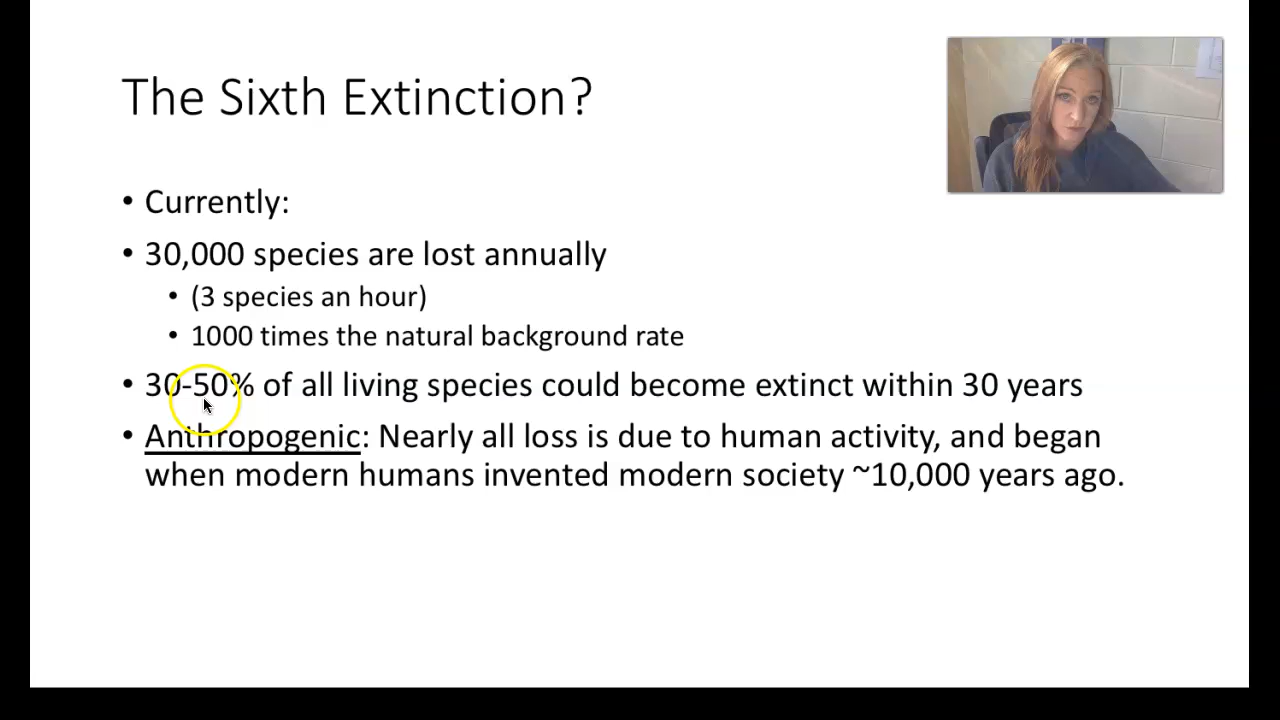 The Sixth Extinction?
• Currently:
• 30,000 species are lost annually
• (3 species an hour)
• 1000 times the natural background rate
• 30-50% of all living species could become extinct within 30 years
• Anthropogenic: Nearly all loss is due to human activity, and began
when modern humans invented modern society ~10,000 years ago.